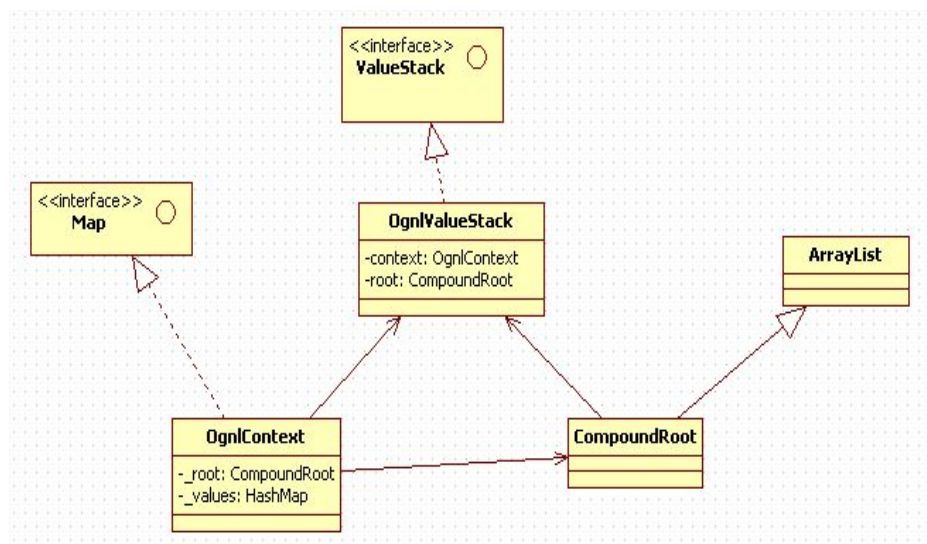 <<interface>>
ValueStack
<<interface>>
Map
OgnlValueStack
-context: OgnlContext
-root: CompoundRoot
ArrayList
OgnlContext
-_root: CompoundRoot
-_values: HashMap
CompoundRoot